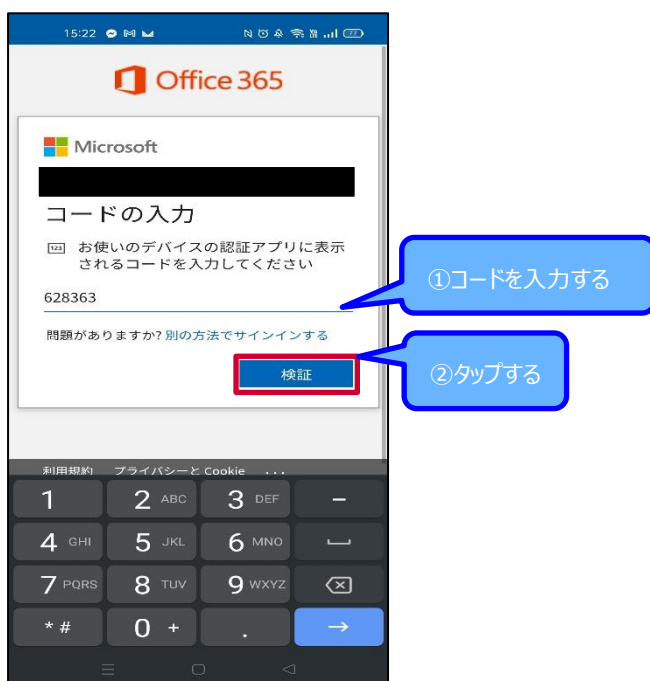 15:22
77
Office 365
Microsoft
コードの入力
123 お使いのデバイスの認証アプリに表示
されるコードを入力してください
①コードを入力する
628363
問題がありますか? 別の方法でサインインする
検証
②タップする
利用規約 プライバシーと Cookie ...
1 2 ABC 3 DEF -
4 GHI 5 JKL 6 MNO
7 PQRS 8 TUV 9 WXYZ
* # 0 + .